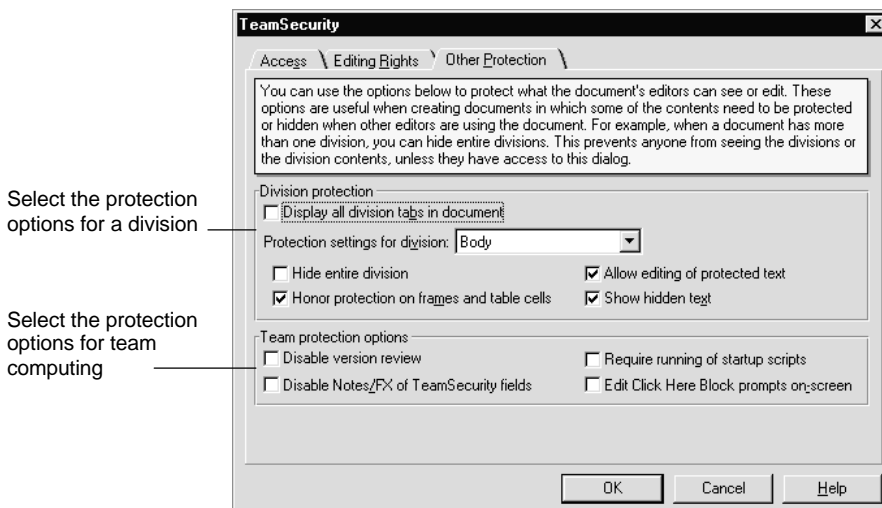 TeamSecurity
Access
Editing Rights
Other Protection
You can use the options below to protect what the document's editors can see or edit. These
options are useful when creating documents in which some of the contents need to be protected
or hidden when other editors are using the document. For example, when a document has more
than one division, you can hide entire divisions. This prevents anyone from seeing the divisions or
the division contents, unless they have access to this dialog.
Select the protection
options for a division
Division protection
Display all division tabs in document
Protection settings for division: Body
Hide entire division
Allow editing of protected text
Honor protection on frames and table cells
Show hidden text
Select the protection
options for team
computing
Team protection options
Disable version review
Require running of startup scripts
Disable Notes/FX of TeamSecurity fields
Edit Click Here Block prompts on-screen
OK
Cancel
Help